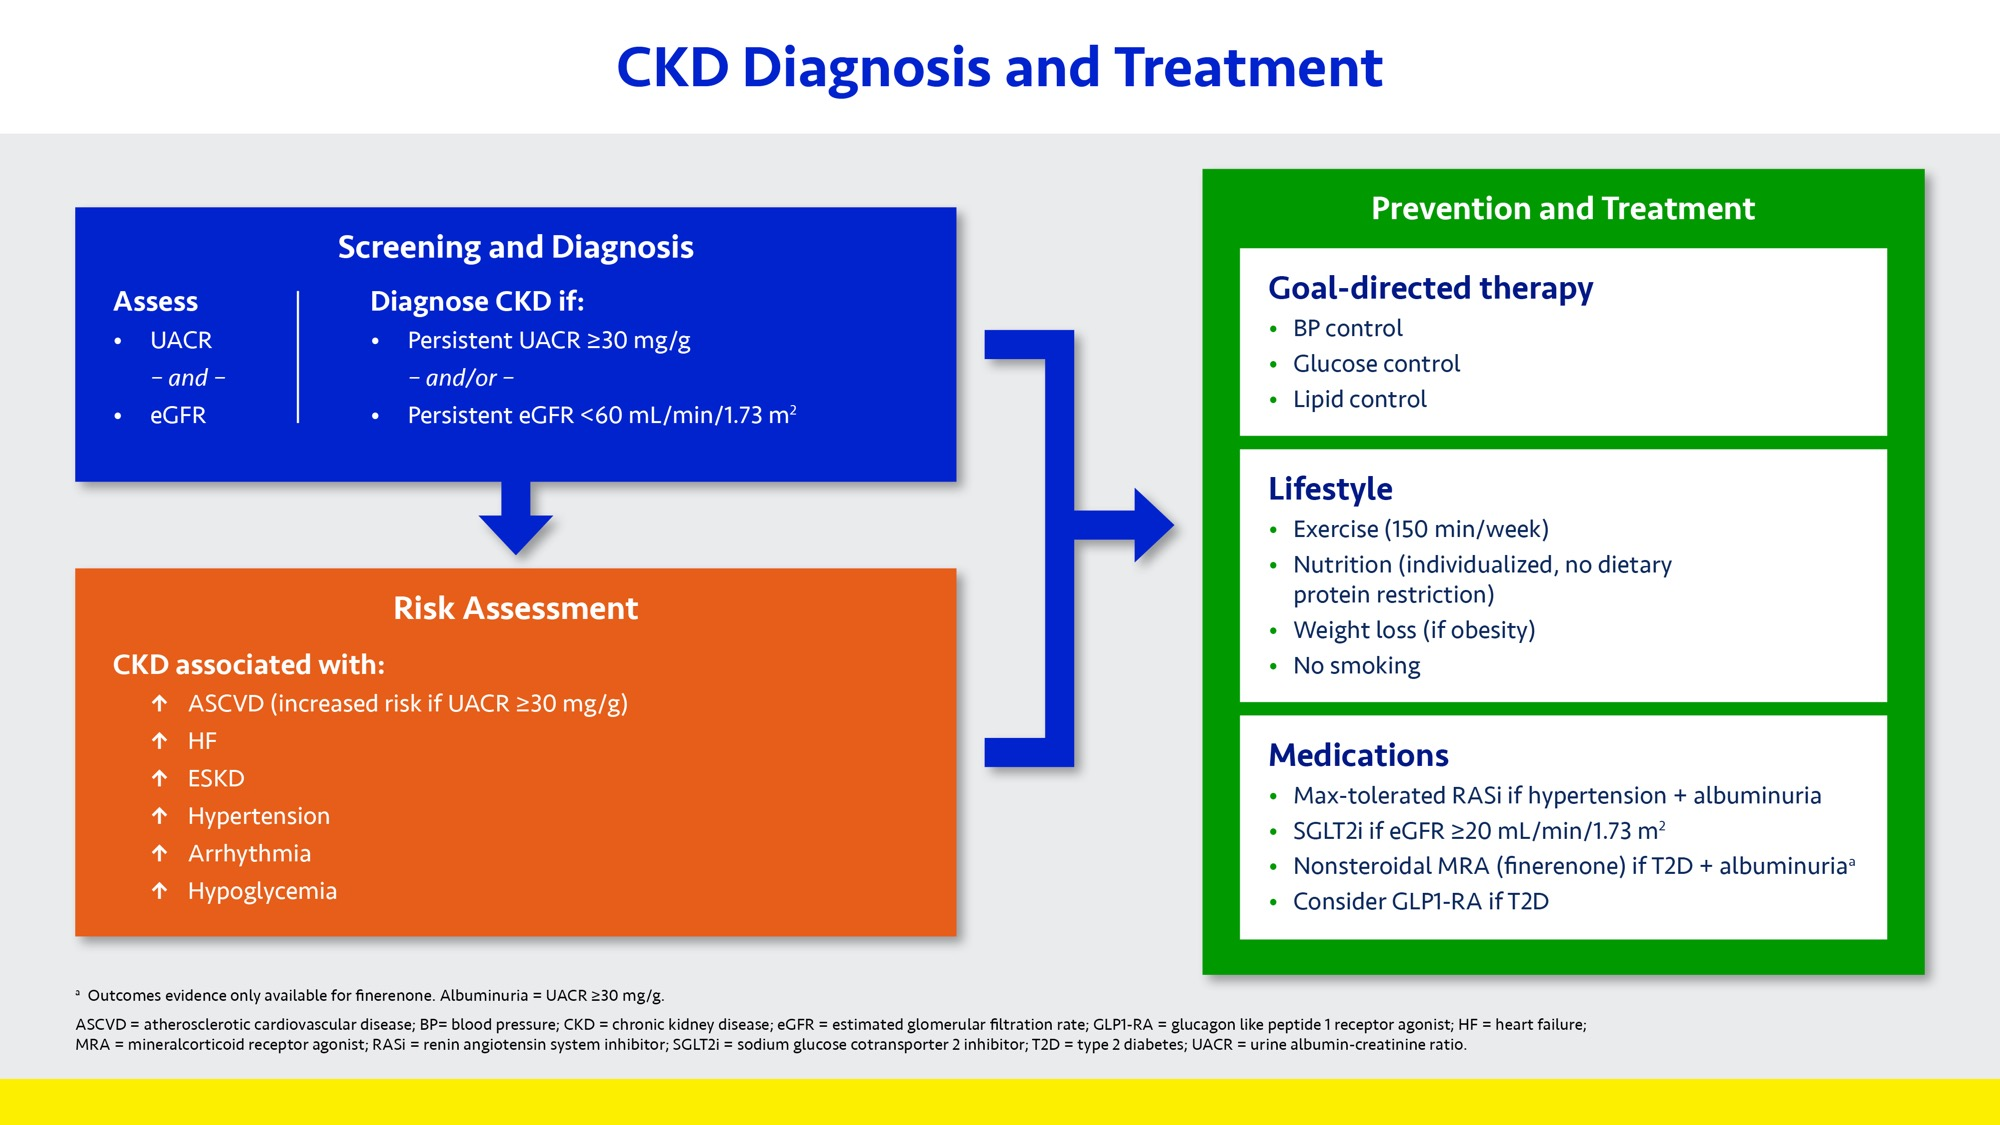 CKD Diagnosis and Treatment
Screening and Diagnosis
Assess
• UACR
– and –
• eGFR
Diagnose CKD if:
• Persistent UACR ≥30 mg/g
– and/or –
• Persistent eGFR <60 mL/min/1.73 m²
Risk Assessment
CKD associated with:
↑ ASCVD (increased risk if UACR ≥30 mg/g)
↑ HF
↑ ESKD
↑ Hypertension
↑ Arrhythmia
↑ Hypoglycemia
Prevention and Treatment
Goal-directed therapy
• BP control
• Glucose control
• Lipid control
Lifestyle
• Exercise (150 min/week)
• Nutrition (individualized, no dietary
protein restriction)
• Weight loss (if obesity)
• No smoking
Medications
• Max-tolerated RASi if hypertension + albuminuria
• SGLT2i if eGFR ≥20 mL/min/1.73 m²
• Nonsteroidal MRA (finerenone) if T2D + albuminuriaᵃ
• Consider GLP1-RA if T2D
ᵃ Outcomes evidence only available for finerenone. Albuminuria = UACR ≥30 mg/g.
ASCVD = atherosclerotic cardiovascular disease; BP= blood pressure; CKD = chronic kidney disease; eGFR = estimated glomerular filtration rate; GLP1-RA = glucagon like peptide 1 receptor agonist; HF = heart failure;
MRA = mineralcorticoid receptor agonist; RASi = renin angiotensin system inhibitor; SGLT2i = sodium glucose cotransporter 2 inhibitor; T2D = type 2 diabetes; UACR = urine albumin-creatinine ratio.